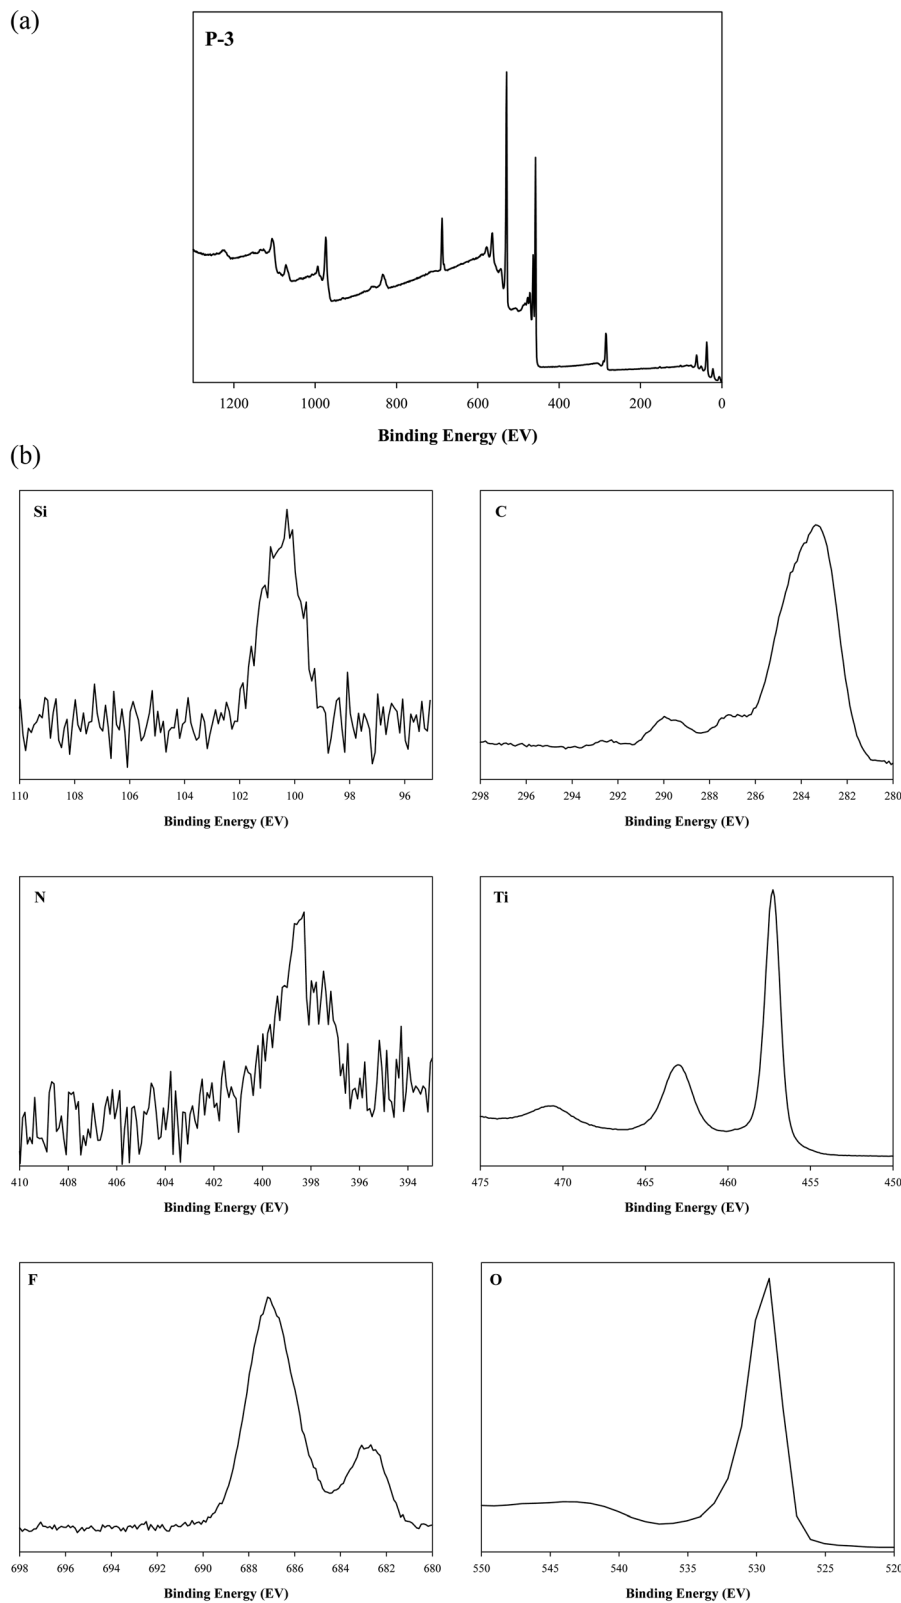 (a)
P-3
1200 1000 800 600 400 200 0
Binding Energy (EV)
(b)
Si
110 108 106 104 102 100 98 96
Binding Energy (EV)
C
298 296 294 292 290 288 286 284 282 280
Binding Energy (EV)
N
410 408 406 404 402 400 398 396 394
Binding Energy (EV)
Ti
475 470 465 460 455 450
Binding Energy (EV)
F
698 696 694 692 690 688 686 684 682 680
Binding Energy (EV)
O
550 545 540 535 530 525 520
Binding Energy (EV)